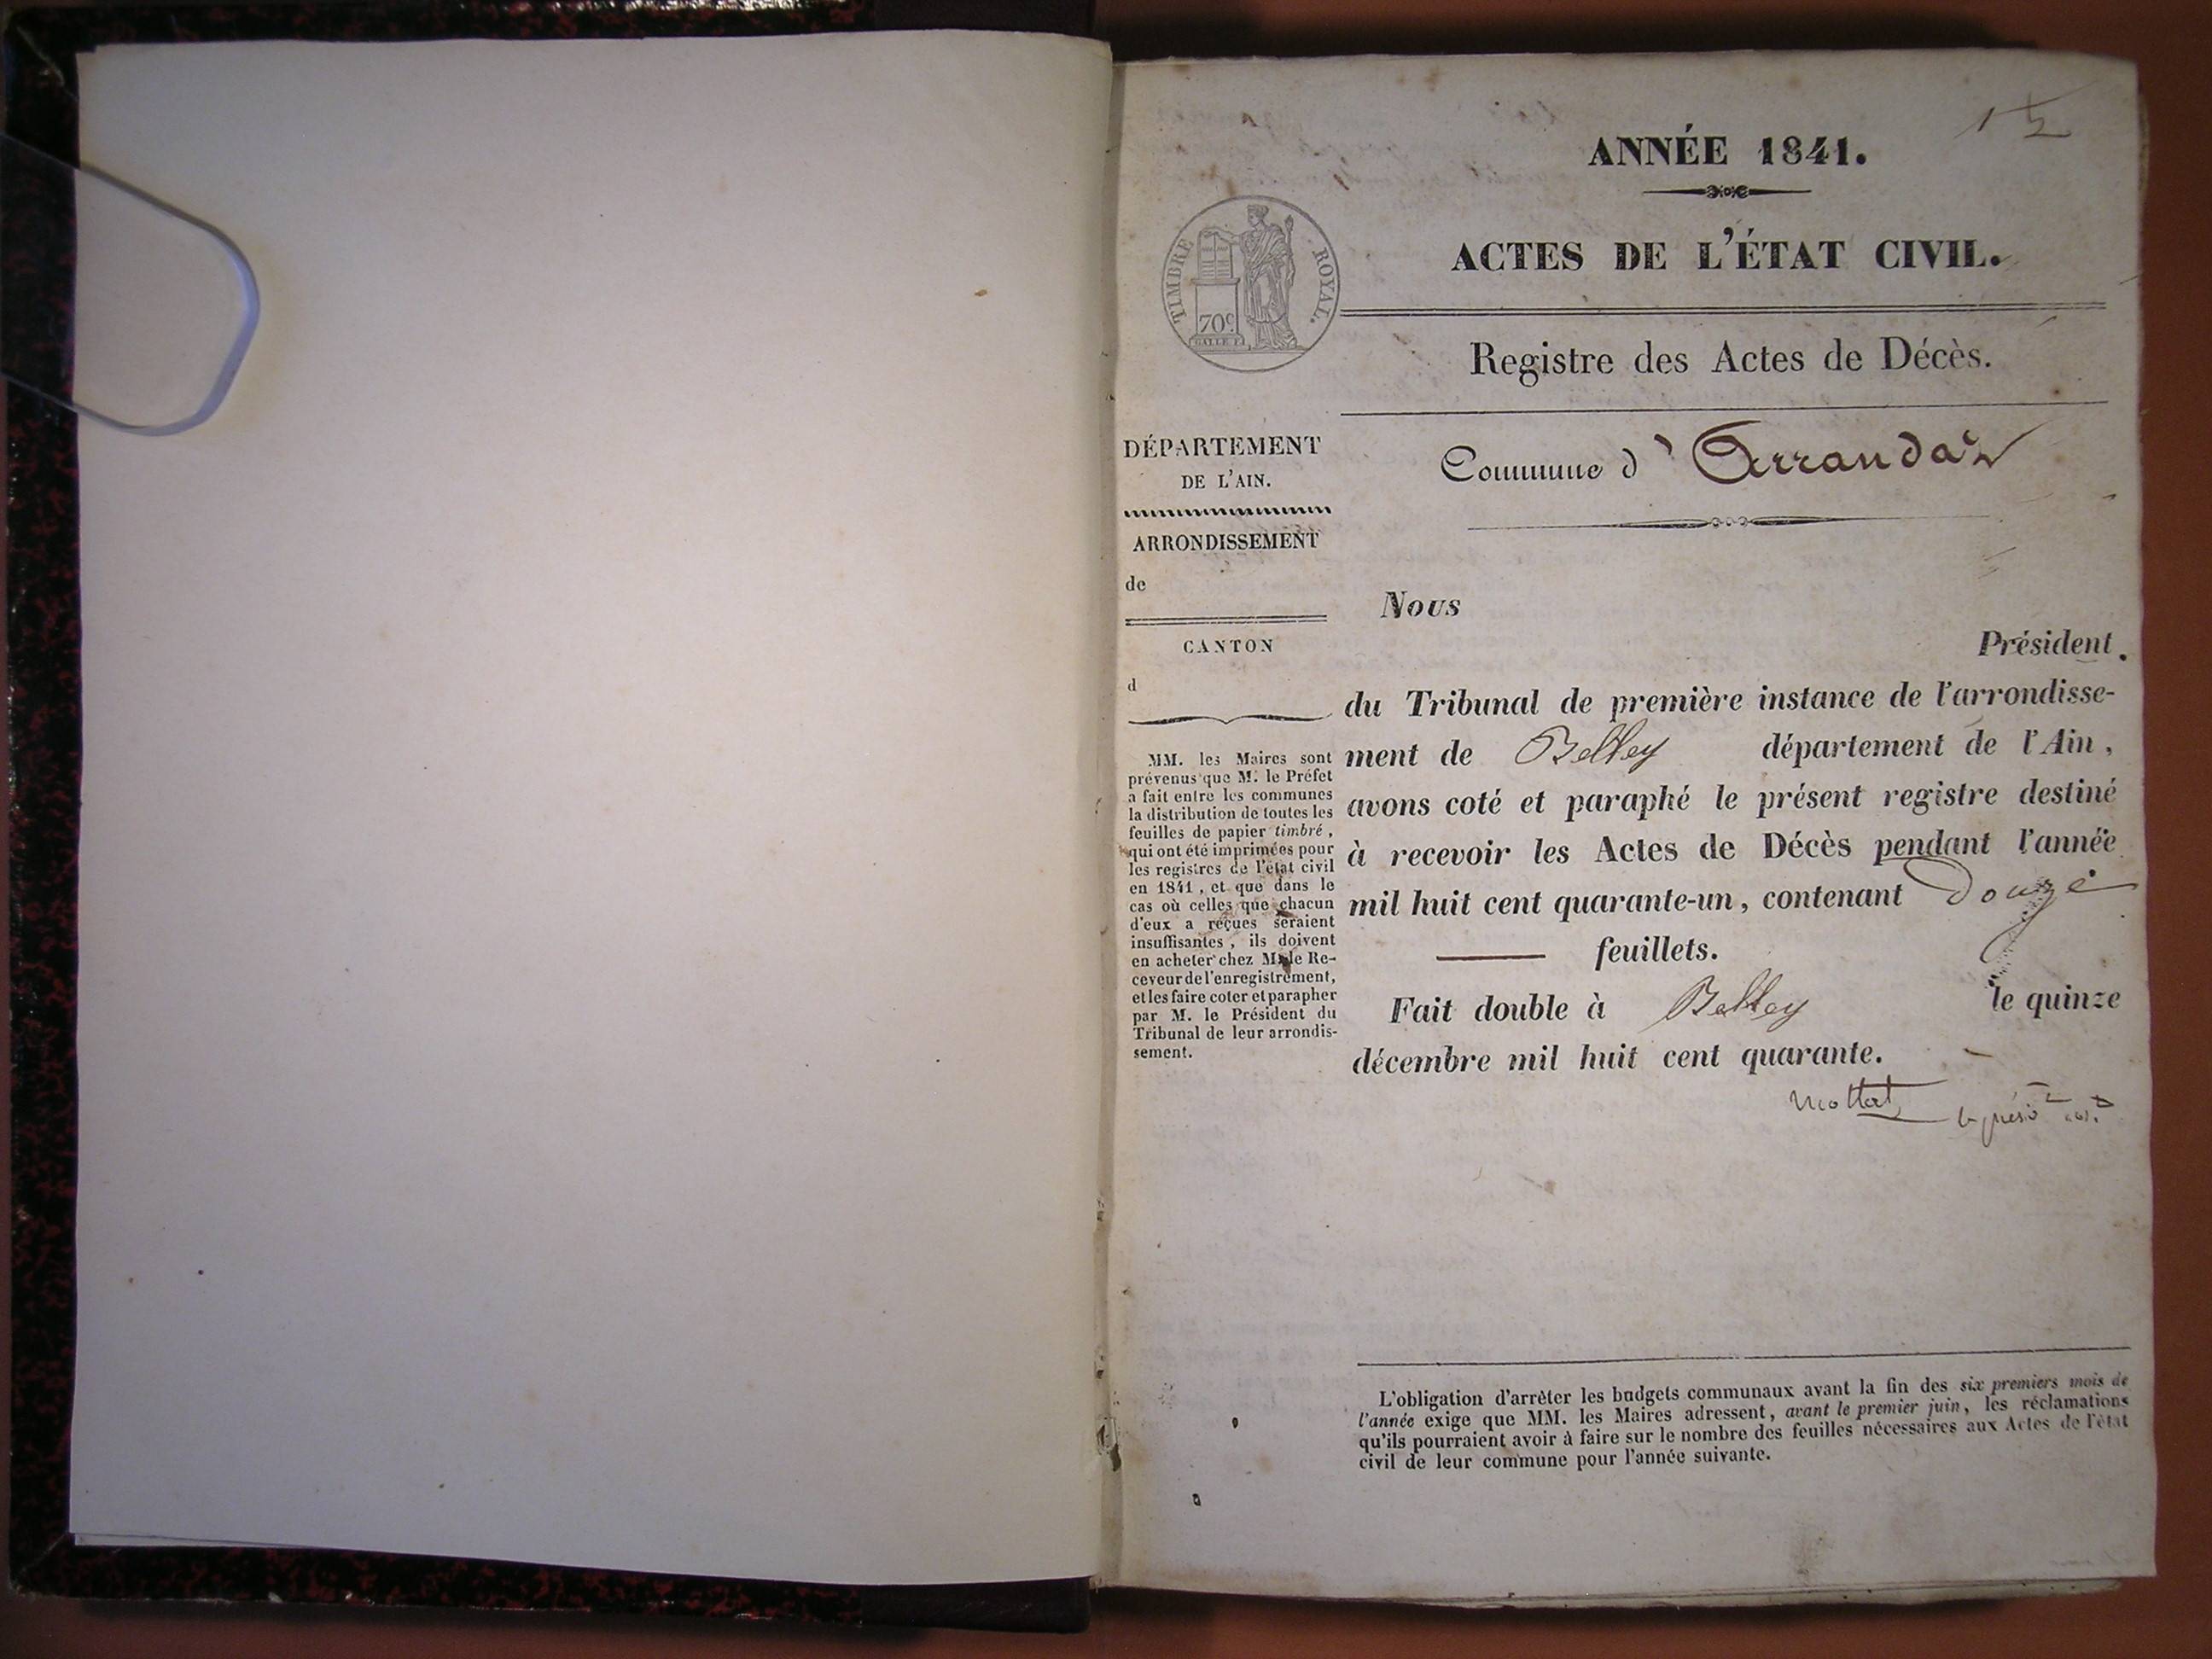 ANNÉE 1841.
ACTES DE L'ÉTAT CIVIL.
TIMBRE ROYAL.
70c
Registre des Actes de Décès.
Commune d' Arrandas
DÉPARTEMENT
DE L'AIN.
ARRONDISSEMENT
de
CANTON
d
MM. les Maires sont
prévenus que M. le Préfet
a fait entre les communes
la distribution de toutes les
feuilles de papier timbré,
qui ont été imprimées pour
les registres de l'état civil
en 1841, et que dans le
cas où celles que chacun
d'eux a reçues seraient
insuffisantes, ils doivent
en acheter chez M. le Re-
ceveur de l'enregistrement,
et les faire coter et parapher
par M. le Président du
Tribunal de leur arrondis-
sement.
Nous
Président
du Tribunal de première instance de l'arrondisse-
ment de Belley département de l'Ain,
avons coté et paraphé le présent registre destiné
à recevoir les Actes de Décès pendant l'année
mil huit cent quarante-un, contenant douze
feuillets.
Fait double à Belley le quinze
décembre mil huit cent quarante.
L'obligation d'arrêter les budgets communaux avant la fin des six premiers mois de
l'année exige que MM. les Maires adressent, avant le premier juin, les réclamations
qu'ils pourraient avoir à faire sur le nombre des feuilles nécessaires aux Actes de l'état
civil de leur commune pour l'année suivante.